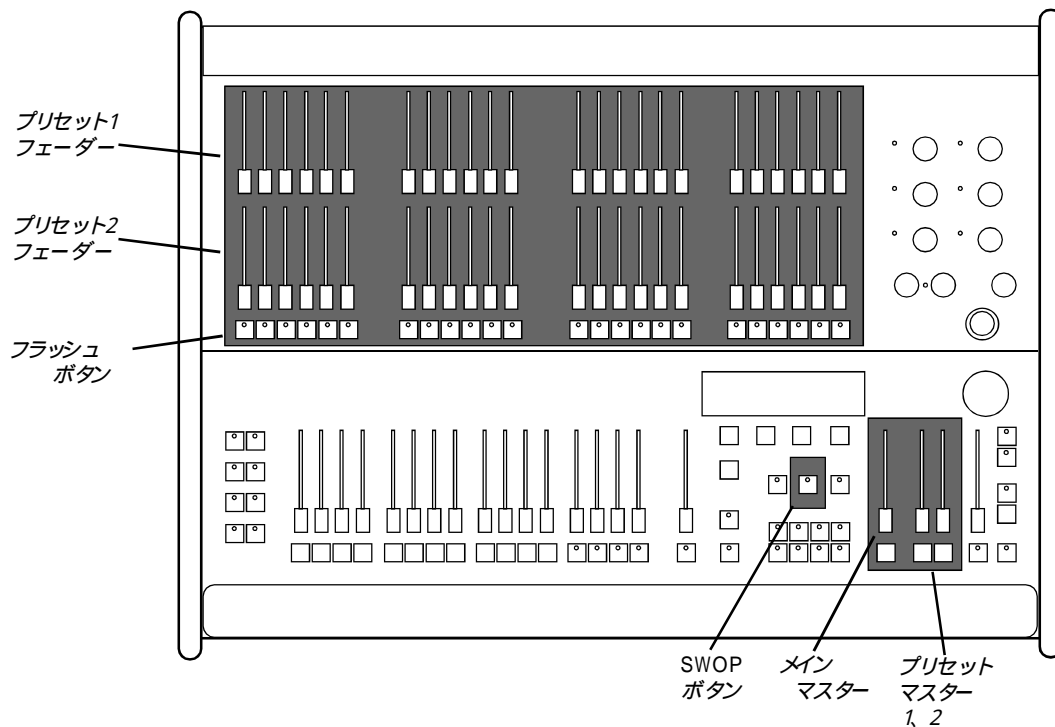 プリセット1
フェーダー
プリセット2
フェーダー
フラッシュ
ボタン
SWOP
ボタン
メイン
マスター
プリセット
マスター
1、2